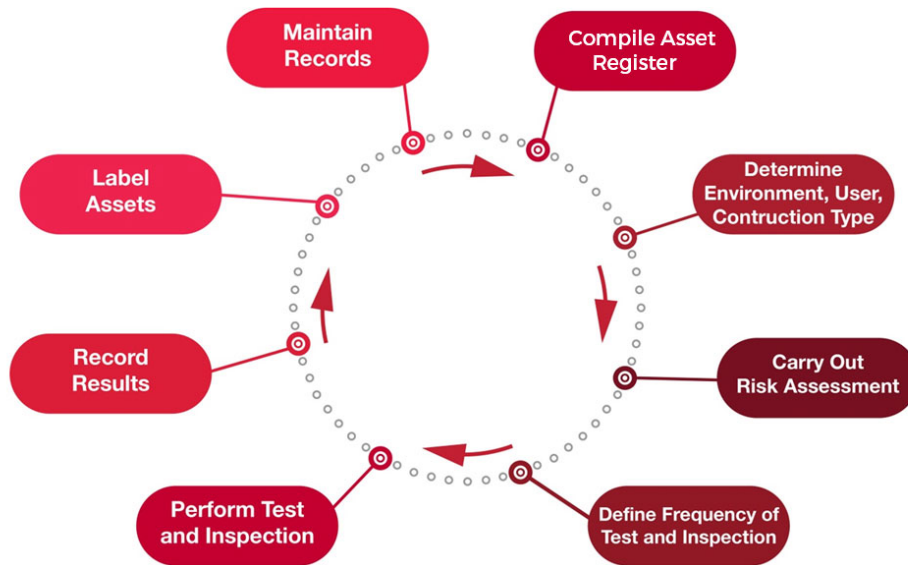 Maintain
Records
Compile Asset
Register
Label
Assets
Determine
Environment, User,
Contruction Type
Record
Results
Carry Out
Risk Assessment
Perform Test
and Inspection
Define Frequency of
Test and Inspection